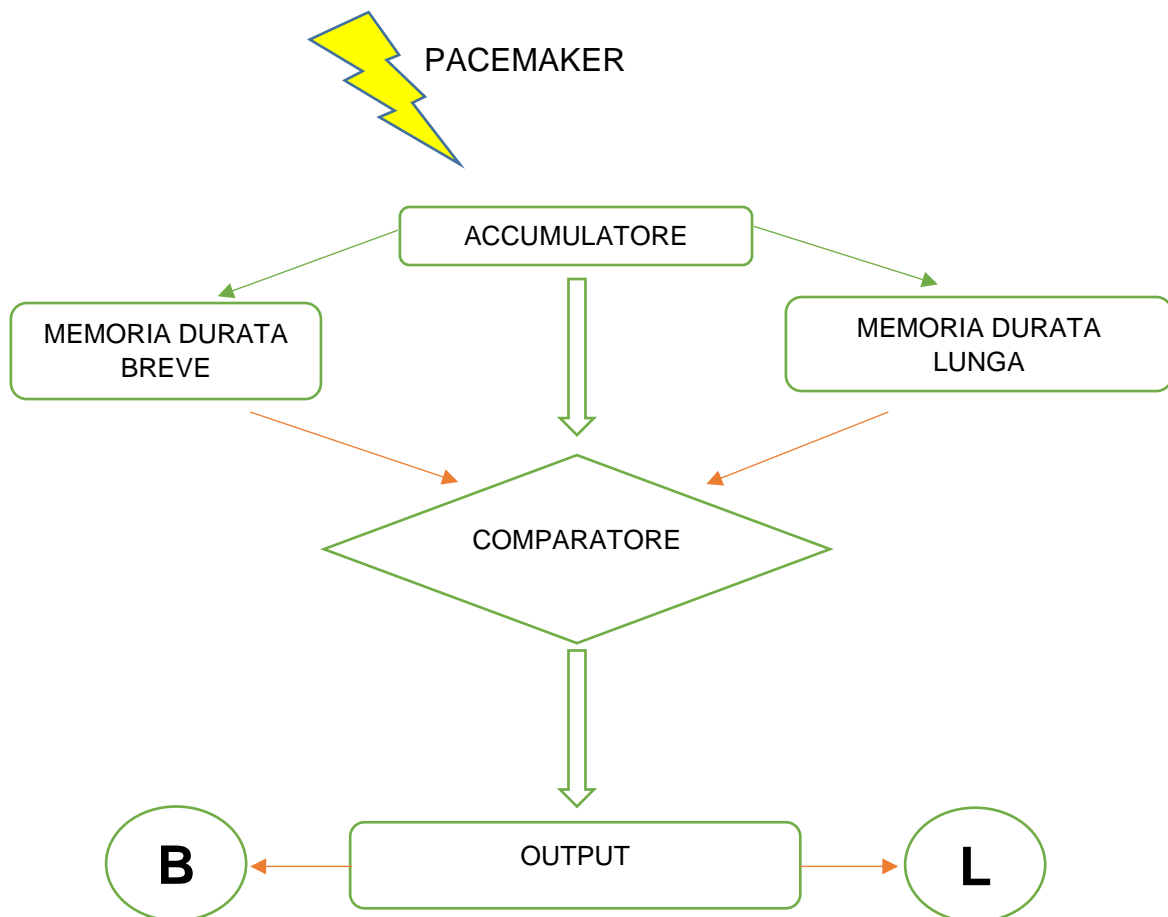 PACEMAKER
ACCUMULATORE
MEMORIA DURATA
BREVE
MEMORIA DURATA
LUNGA
COMPARATORE
OUTPUT
B
L